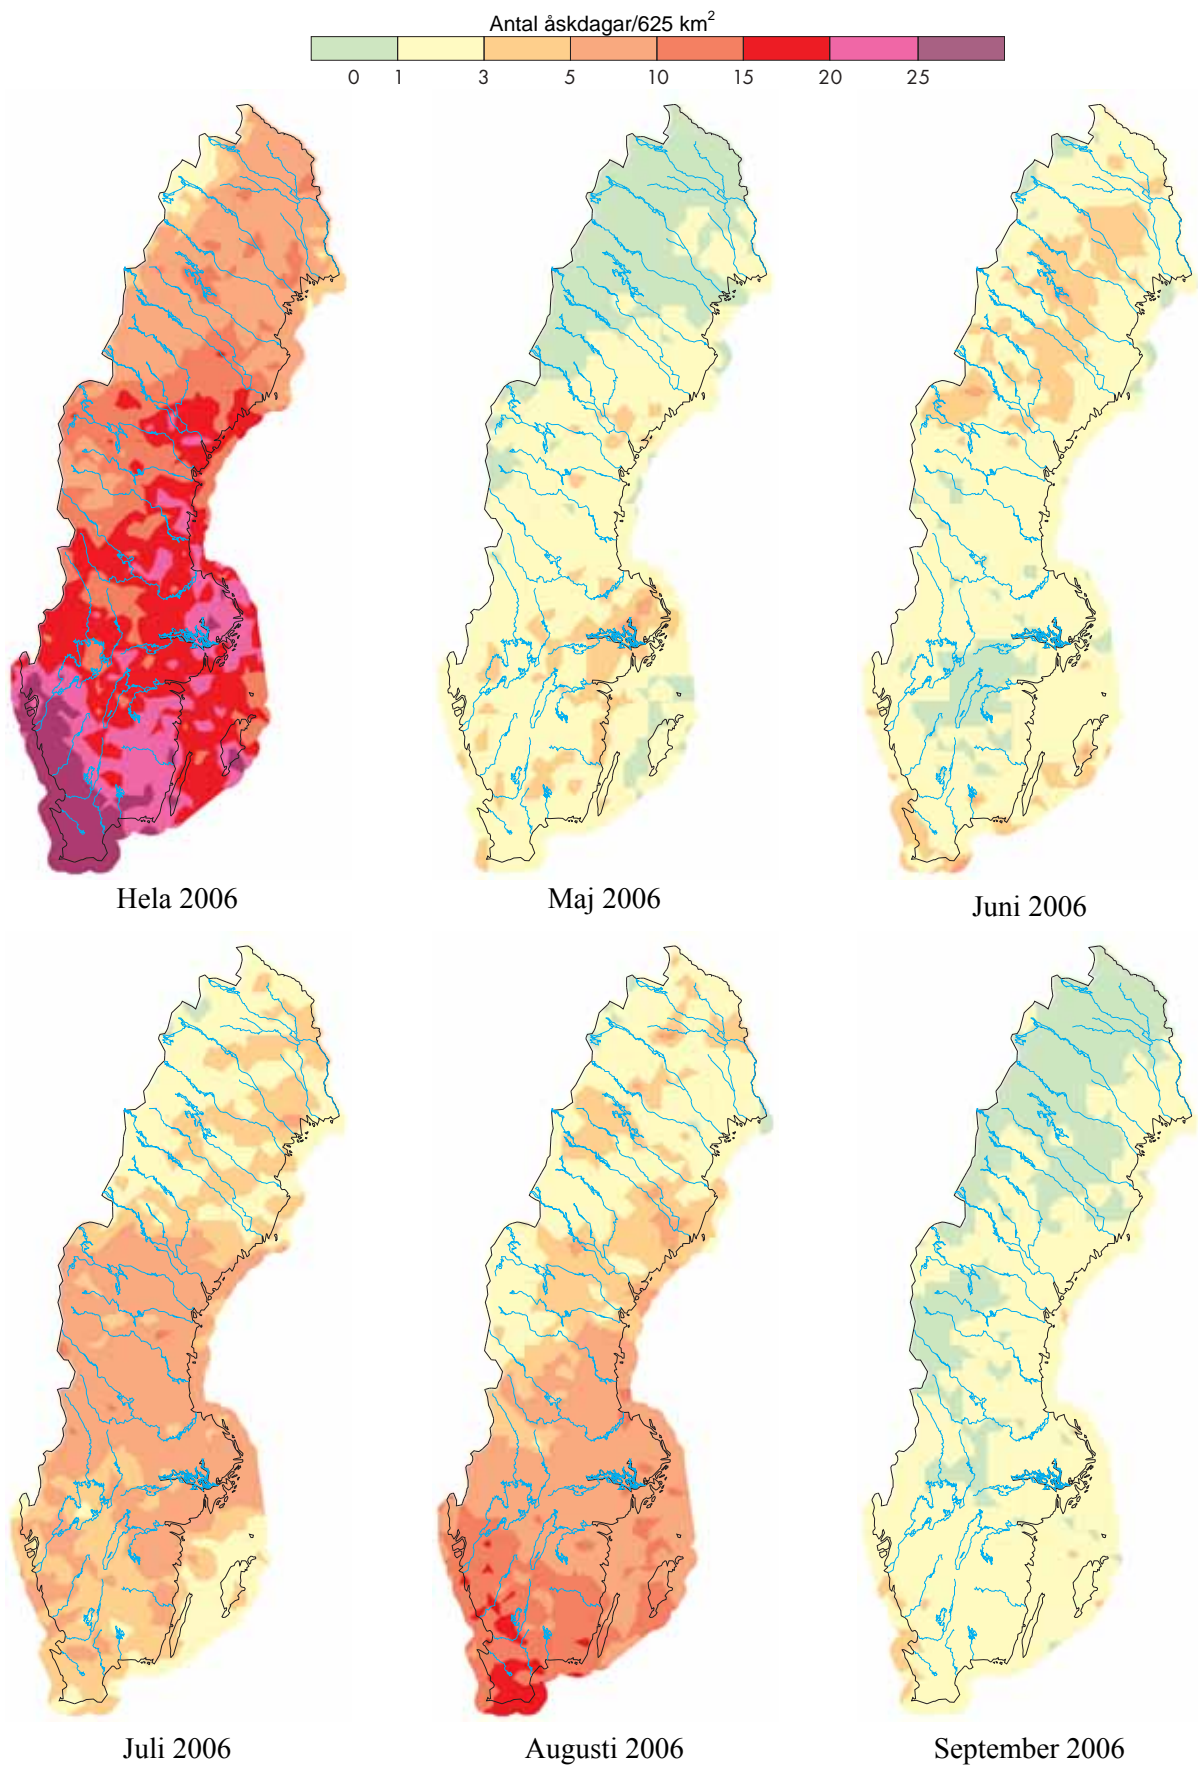 Antal åskdagar/625 km²
0 1 3 5 10 15 20 25
Hela 2006
Maj 2006
Juni 2006
Juli 2006
Augusti 2006
September 2006